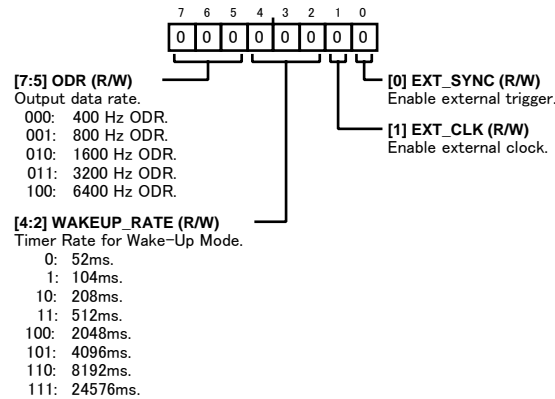 7 6 5 4 3 2 1 0
0 0 0 0 0 0 0 0
[7:5] ODR (R/W)
Output data rate.
000: 400 Hz ODR.
001: 800 Hz ODR.
010: 1600 Hz ODR.
011: 3200 Hz ODR.
100: 6400 Hz ODR.
[4:2] WAKEUP_RATE (R/W)
Timer Rate for Wake-Up Mode.
0: 52ms.
1: 104ms.
10: 208ms.
11: 512ms.
100: 2048ms.
101: 4096ms.
110: 8192ms.
111: 24576ms.
[0] EXT_SYNC (R/W)
Enable external trigger.
[1] EXT_CLK (R/W)
Enable external clock.